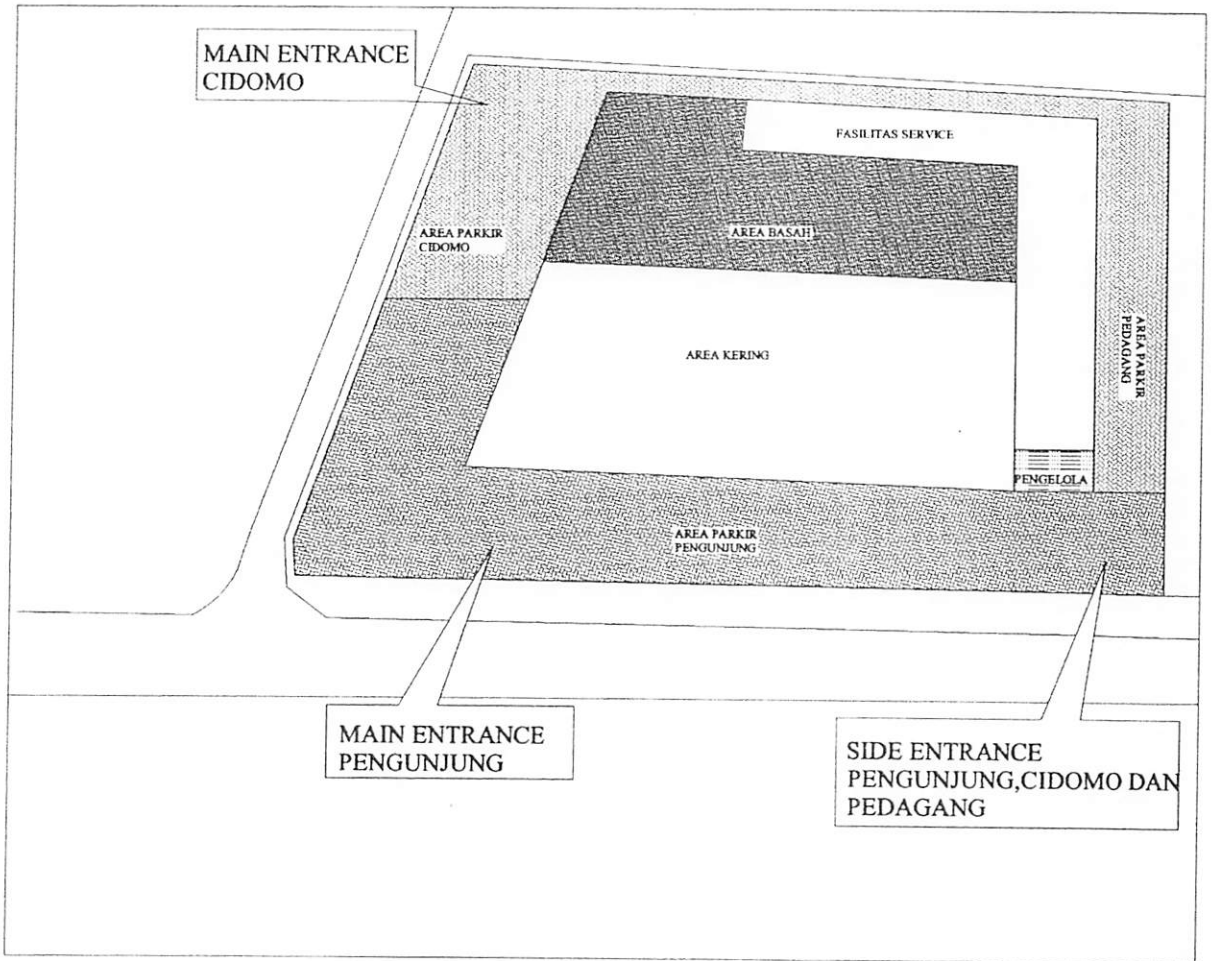 MAIN ENTRANCE
CIDOMO
FASILITAS SERVICE
AREA PARKIR
CIDOMO
AREA BASAH
AREA KERING
AREA PARKIR
PEDAGANG
PENGELOLA
AREA PARKIR
PENGUNJUNG
MAIN ENTRANCE
PENGUNJUNG
SIDE ENTRANCE
PENGUNJUNG,CIDOMO DAN
PEDAGANG